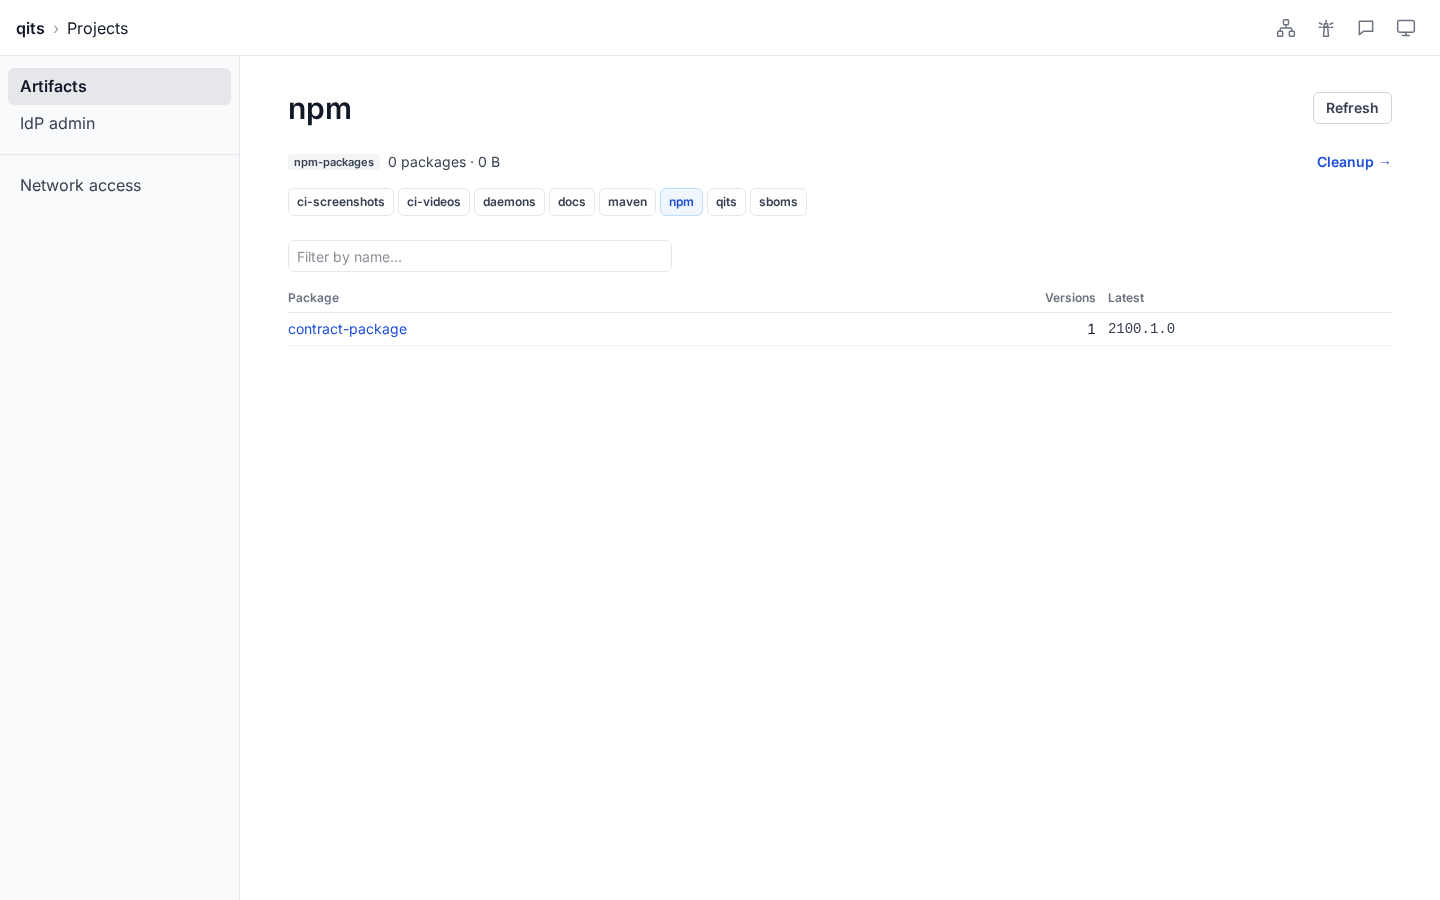 qits › Projects
Artifacts
IdP admin
Network access
npm
Refresh
npm-packages 0 packages · 0 B
Cleanup →
ci-screenshots ci-videos daemons docs maven npm qits sboms
Filter by name...
Package Versions Latest
contract-package 1 2100.1.0